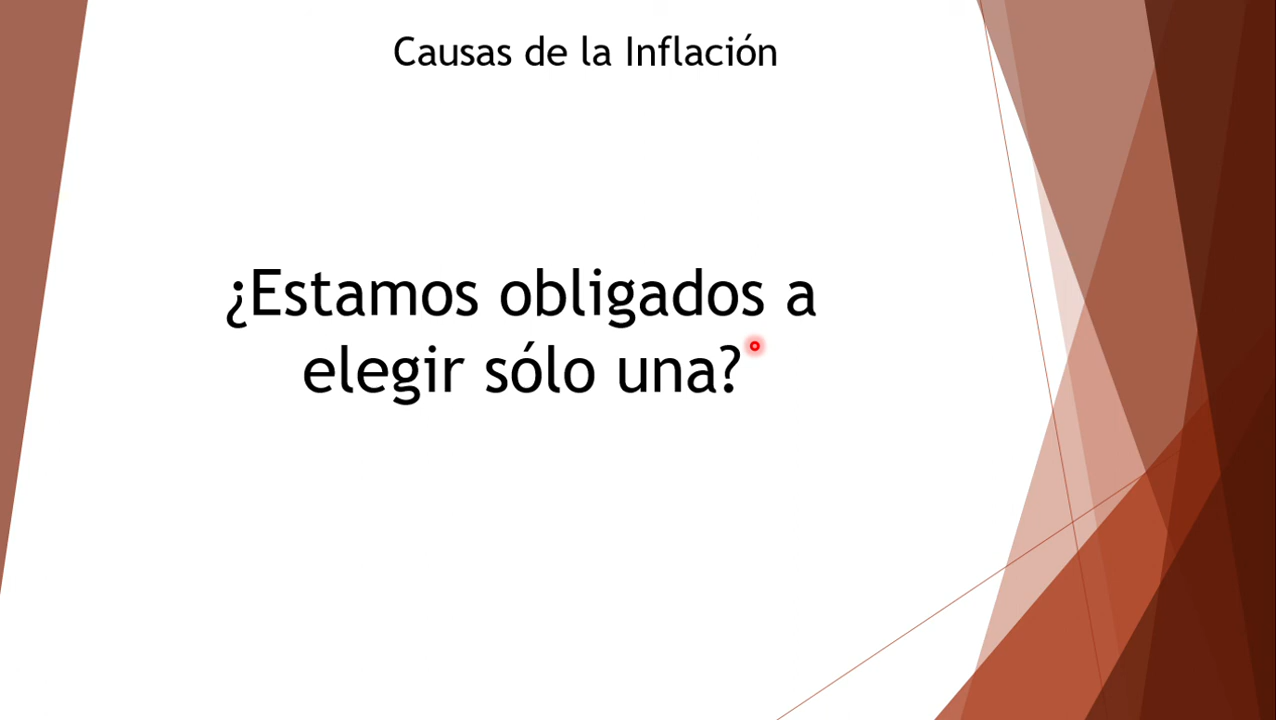 Causas de la Inflación
¿Estamos obligados a
elegir sólo una?